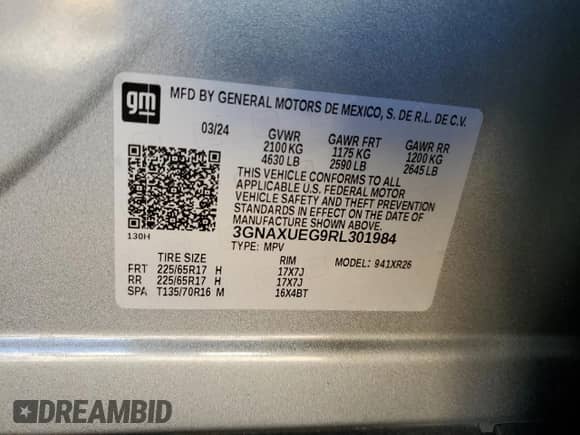 gm
MFD BY GENERAL MOTORS DE MEXICO, S. DE R.L. DE C.V.
03/24 GVWR GAWR FRT GAWR RR
2100 KG 1175 KG 1200 KG
4630 LB 2590 LB 2645 LB
THIS VEHICLE CONFORMS TO ALL
APPLICABLE U.S. FEDERAL MOTOR
VEHICLE SAFETY AND THEFT PREVENTION
STANDARDS IN EFFECT ON THE DATE OF
MANUFACTURE SHOWN ABOVE.
130H 3GNAXUEG9RL301984
TYPE: MPV
TIRE SIZE RIM MODEL: 941XR26
FRT 225/65R17 H 17X7J
RR 225/65R17 H 17X7J
SPA T135/70R16 M 16X4BT
DREAMBID